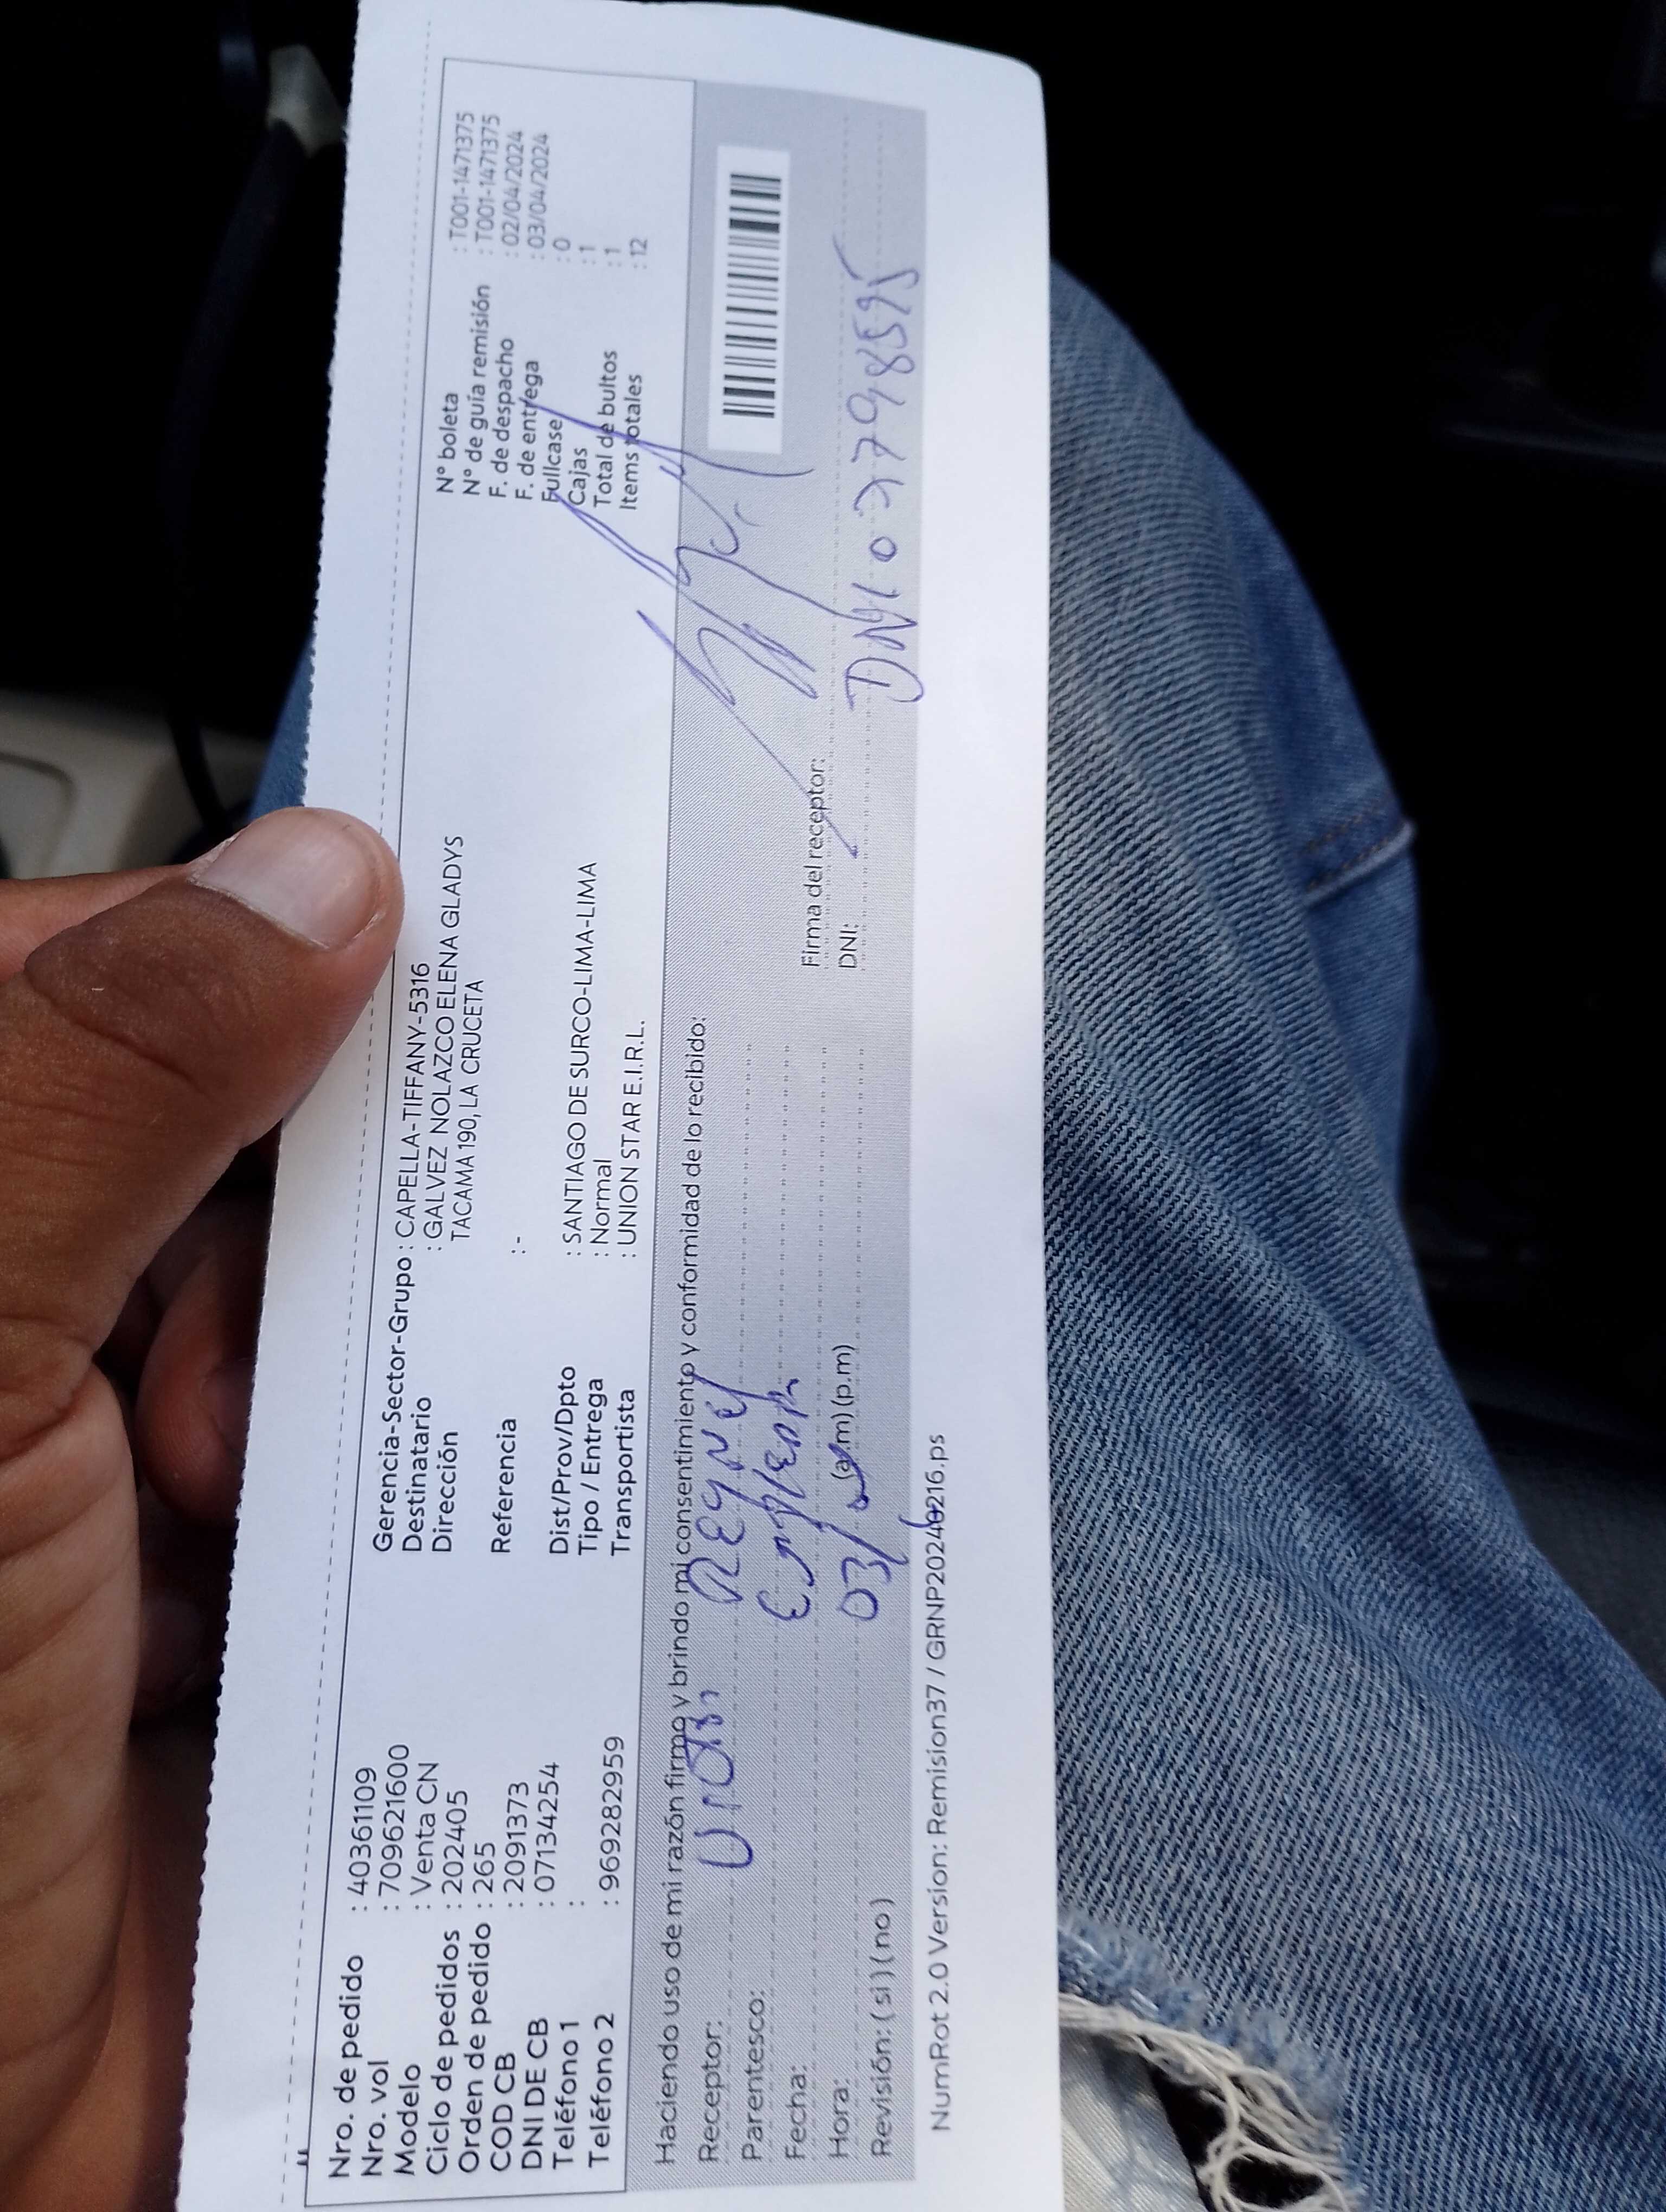 Nro. de pedido : 40361109
Nro. vol : 709621600
Modelo : Venta CN
Ciclo de pedidos : 202405
Orden de pedido : 265
COD CB : 2091373
DNI DE CB : 07134254
Teléfono 1 :
Teléfono 2 : 969282959
Gerencia-Sector-Grupo : CAPELLA-TIFFANY-5316
Destinatario : GALVEZ NOLAZCO ELENA GLADYS
Dirección TACAMA 190, LA CRUCETA
Referencia : -
Dist/Prov/Dpto : SANTIAGO DE SURCO-LIMA-LIMA
Tipo / Entrega : Normal
Transportista : UNION STAR E.I.R.L.
N° boleta : T001-1471375
N° de guía remisión : T001-1471375
F. de despacho : 02/04/2024
F. de entrega : 03/04/2024
Fullcase : 0
Cajas : 1
Total de bultos : 1
Items totales : 12
Haciendo uso de mi razón firmo y brindo mi consentimiento y conformidad de lo recibido:
Receptor:
Parentesco:
Fecha: 03/
Hora: (a.m) (p.m)
Revisión: (si) (no)
Firma del receptor:
DNI: DNI 07798595
NumRot 2.0 Version: Remision37 / GRNP20240216.ps